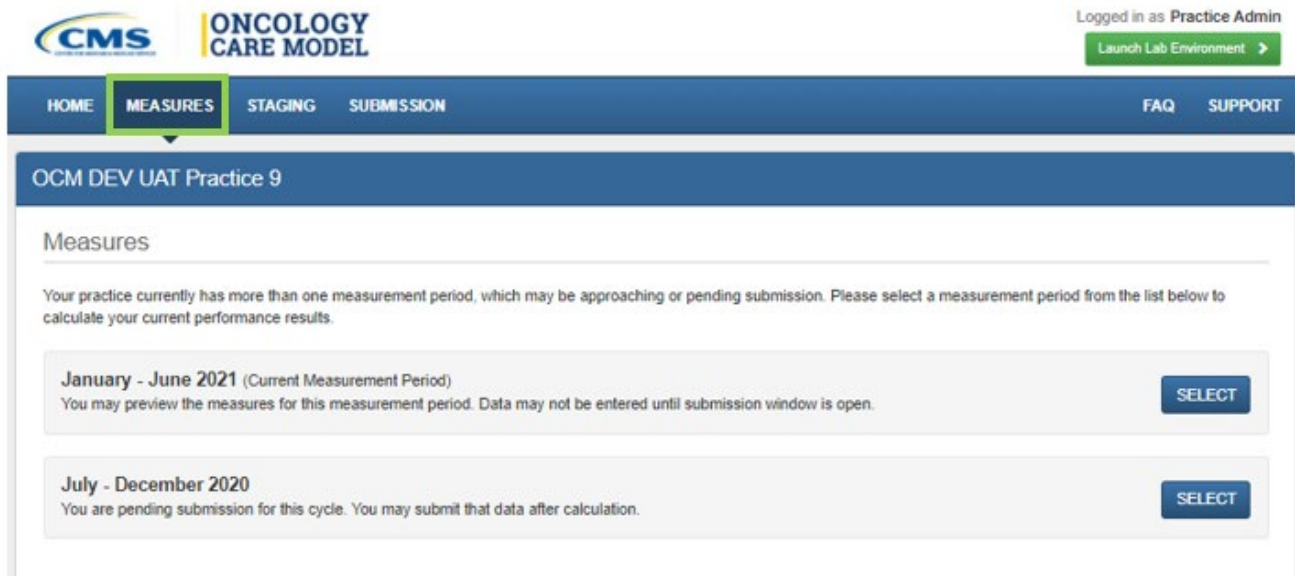 CMS
ONCOLOGY
CARE MODEL
Logged in as Practice Admin
Launch Lab Environment
HOME MEASURES STAGING SUBMISSION FAQ SUPPORT
OCM DEV UAT Practice 9
Measures
Your practice currently has more than one measurement period, which may be approaching or pending submission. Please select a measurement period from the list below to
calculate your current performance results.
January - June 2021 (Current Measurement Period)
You may preview the measures for this measurement period. Data may not be entered until submission window is open.
SELECT
July - December 2020
You are pending submission for this cycle. You may submit that data after calculation.
SELECT